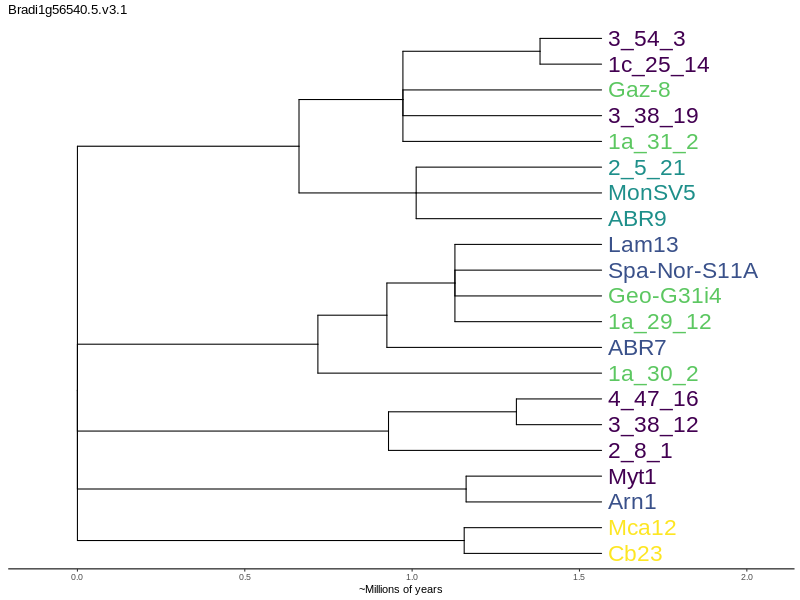 Bradi1g56540.5.v3.1
3_54_3
1c_25_14
Gaz-8
3_38_19
1a_31_2
2_5_21
MonSV5
ABR9
Lam13
Spa-Nor-S11A
Geo-G31i4
1a_29_12
ABR7
1a_30_2
4_47_16
3_38_12
2_8_1
Myt1
Arn1
Mca12
Cb23
0.0 0.5 1.0 1.5 2.0
~Millions of years